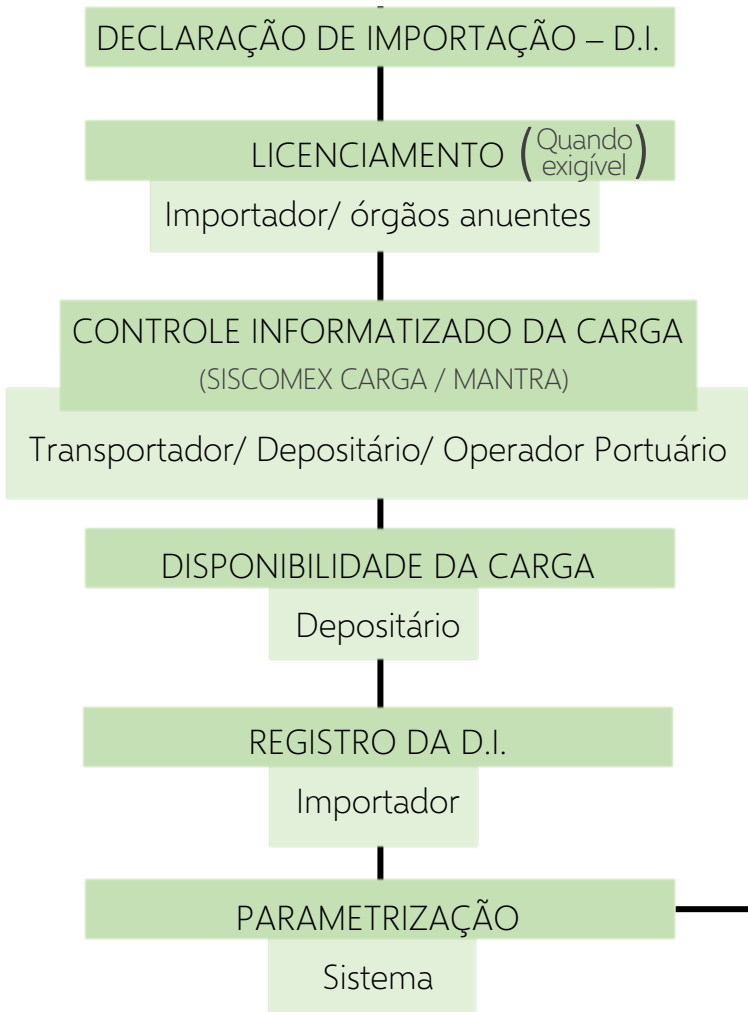 DECLARAÇÃO DE IMPORTAÇÃO – D.I.
LICENCIAMENTO (Quando exigível)
Importador/ órgãos anuentes
CONTROLE INFORMATIZADO DA CARGA
(SISCOMEX CARGA / MANTRA)
Transportador/ Depositário/ Operador Portuário
DISPONIBILIDADE DA CARGA
Depositário
REGISTRO DA D.I.
Importador
PARAMETRIZAÇÃO
Sistema